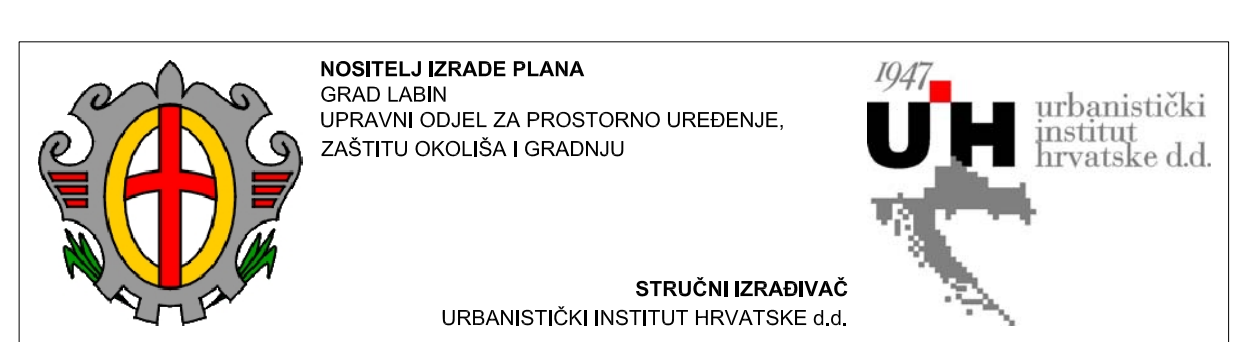 NOSITELJ IZRADE PLANA
GRAD LABIN
UPRAVNI ODJEL ZA PROSTORNO UREĐENJE,
ZAŠTITU OKOLIŠA I GRADNJU
1947
UIH
urbanistički
institut
hrvatske d.d.
STRUČNI IZRAĐIVAČ
URBANISTIČKI INSTITUT HRVATSKE d.d.